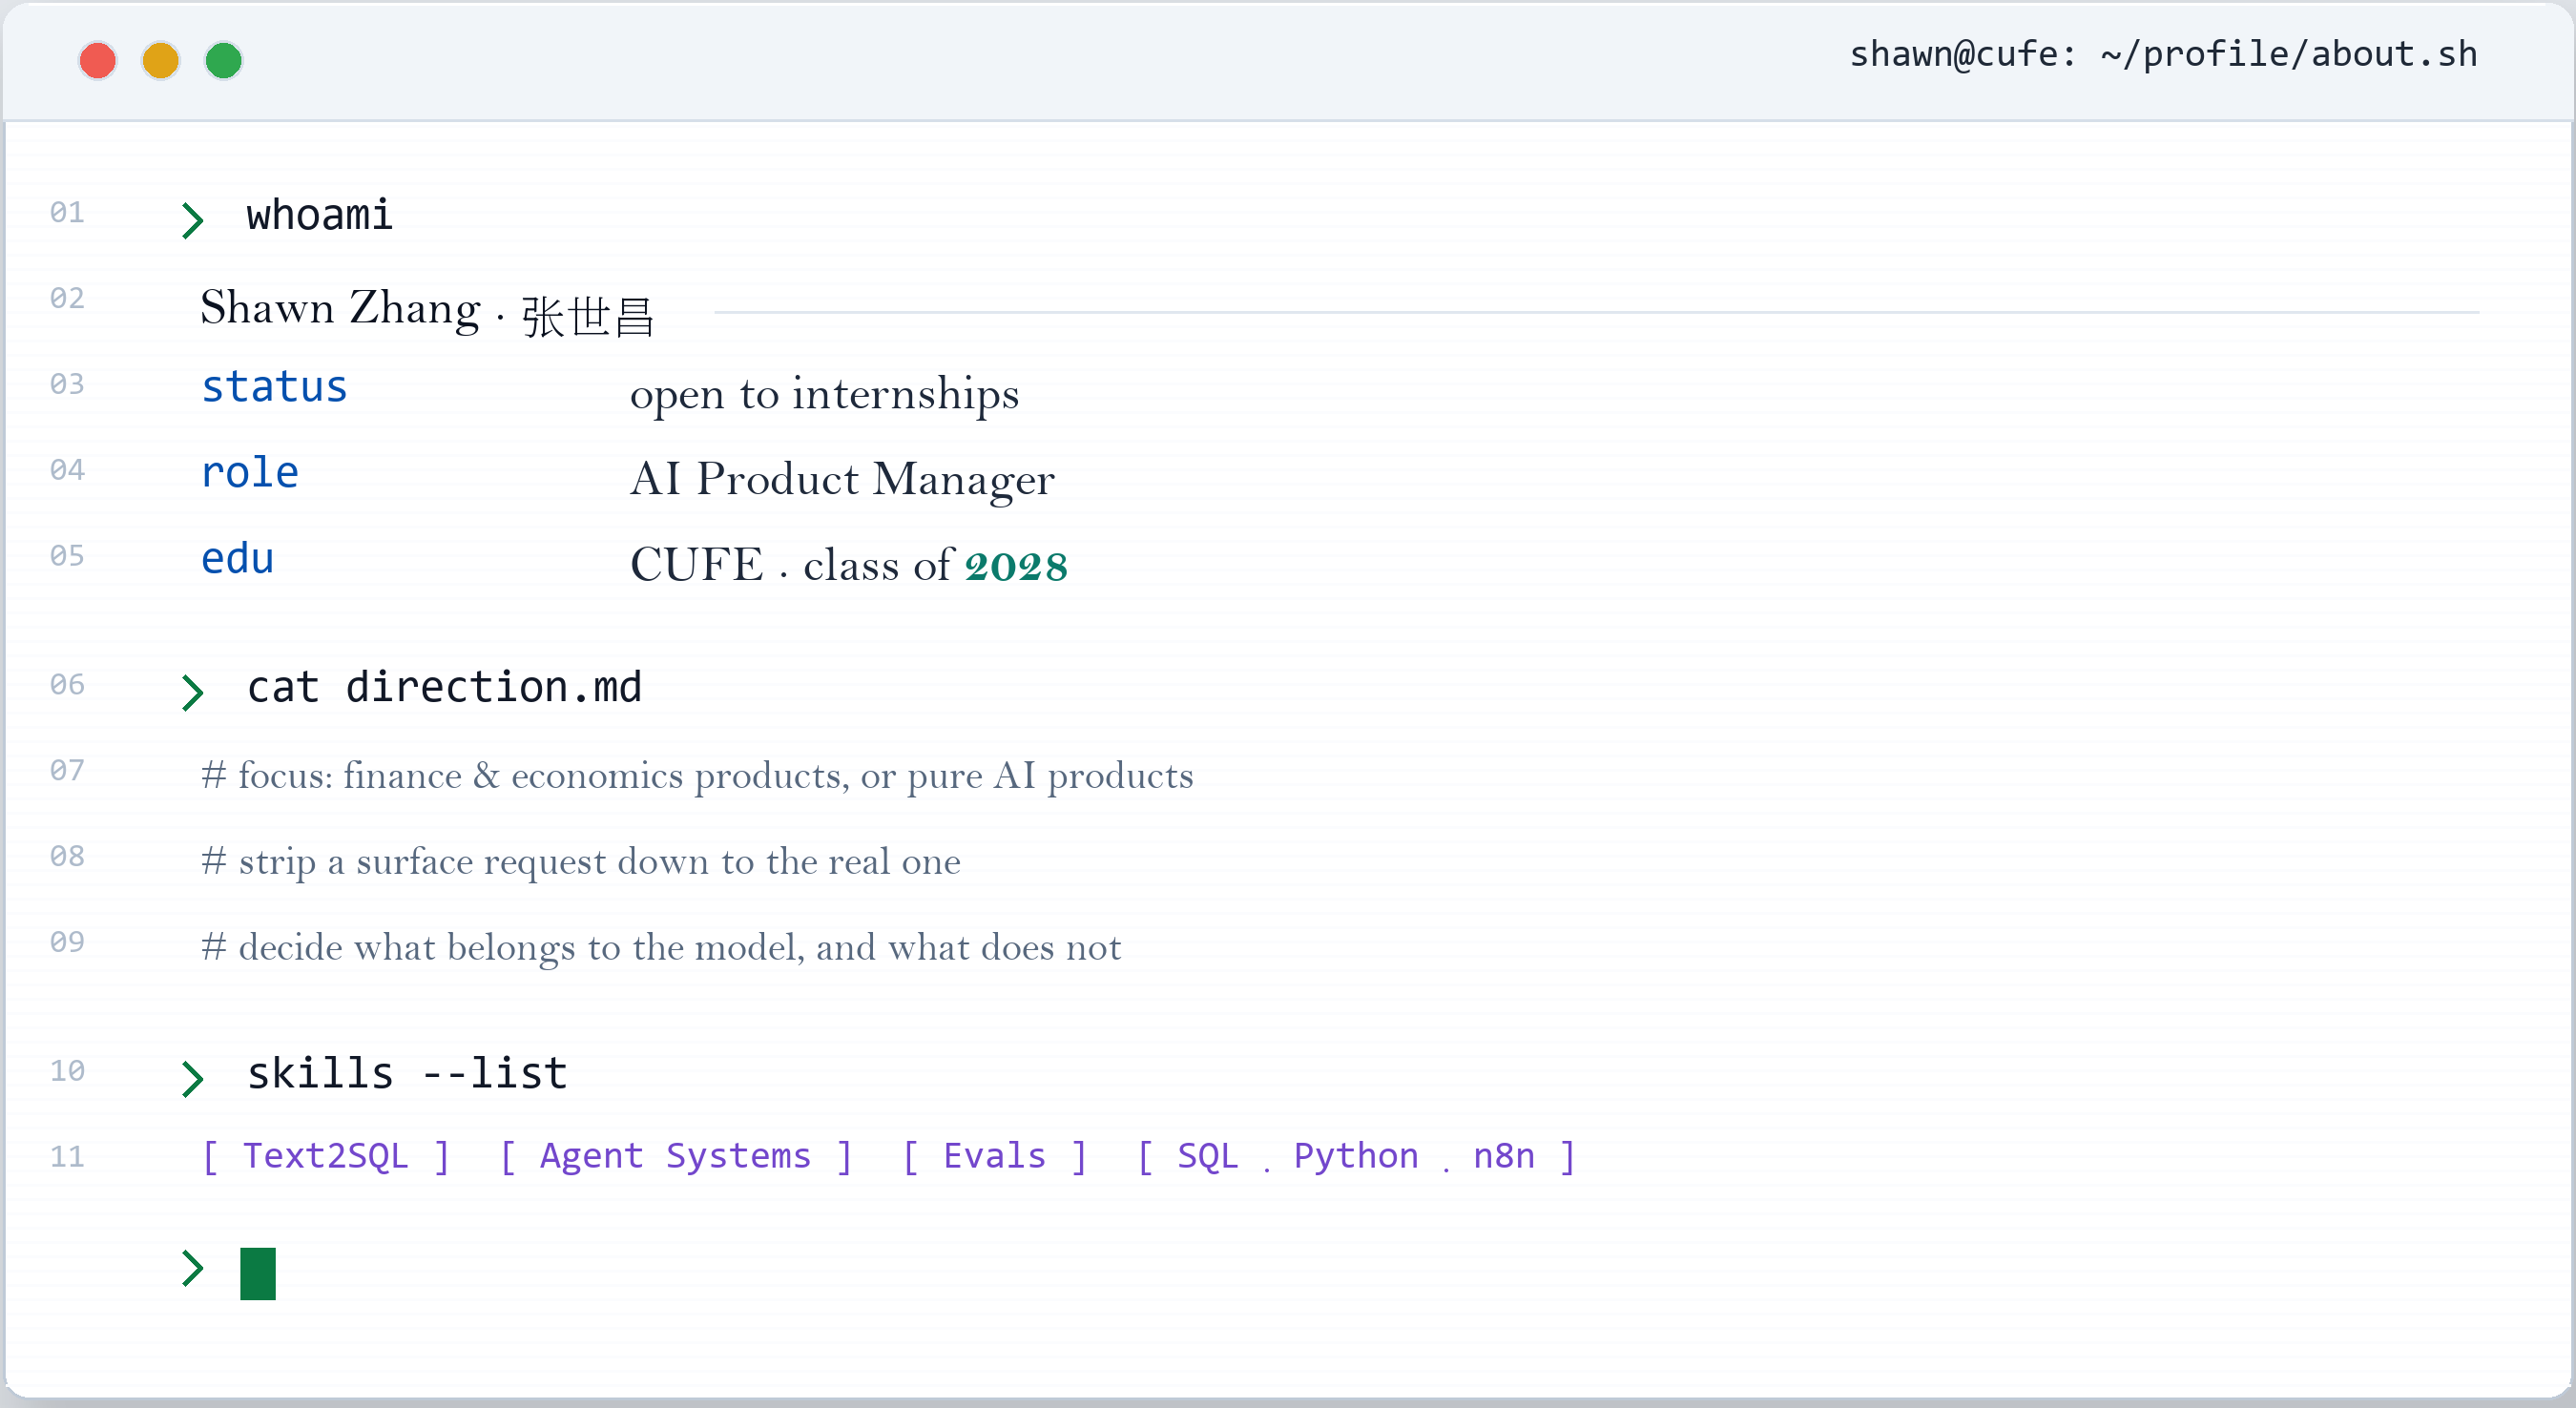 shawn@cufe: ~/profile/about.sh
01 > whoami
02 Shawn Zhang · 张世昌
03 status open to internships
04 role AI Product Manager
05 edu CUFE · class of 2028
06 > cat direction.md
07 # focus: finance & economics products, or pure AI products
08 # strip a surface request down to the real one
09 # decide what belongs to the model, and what does not
10 > skills --list
11 [ Text2SQL ] [ Agent Systems ] [ Evals ] [ SQL . Python . n8n ]
>